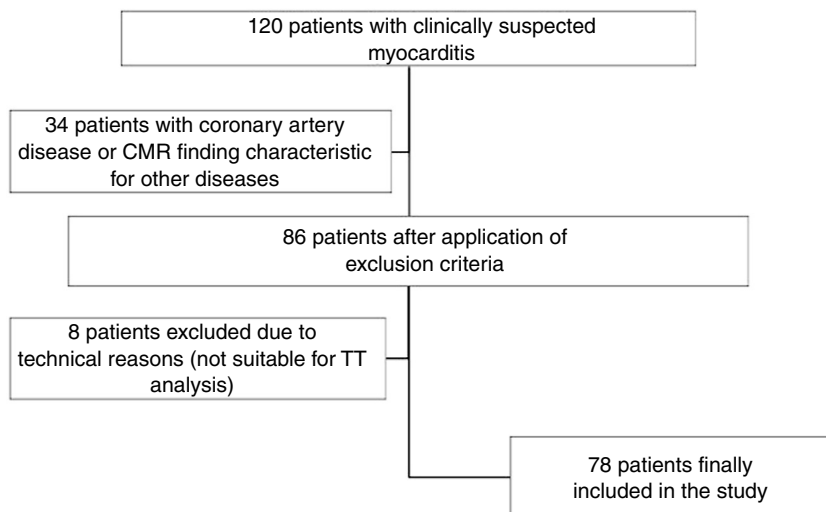 120 patients with clinically suspected
myocarditis
34 patients with coronary artery
disease or CMR finding characteristic
for other diseases
86 patients after application of
exclusion criteria
8 patients excluded due to
technical reasons (not suitable for TT
analysis)
78 patients finally
included in the study